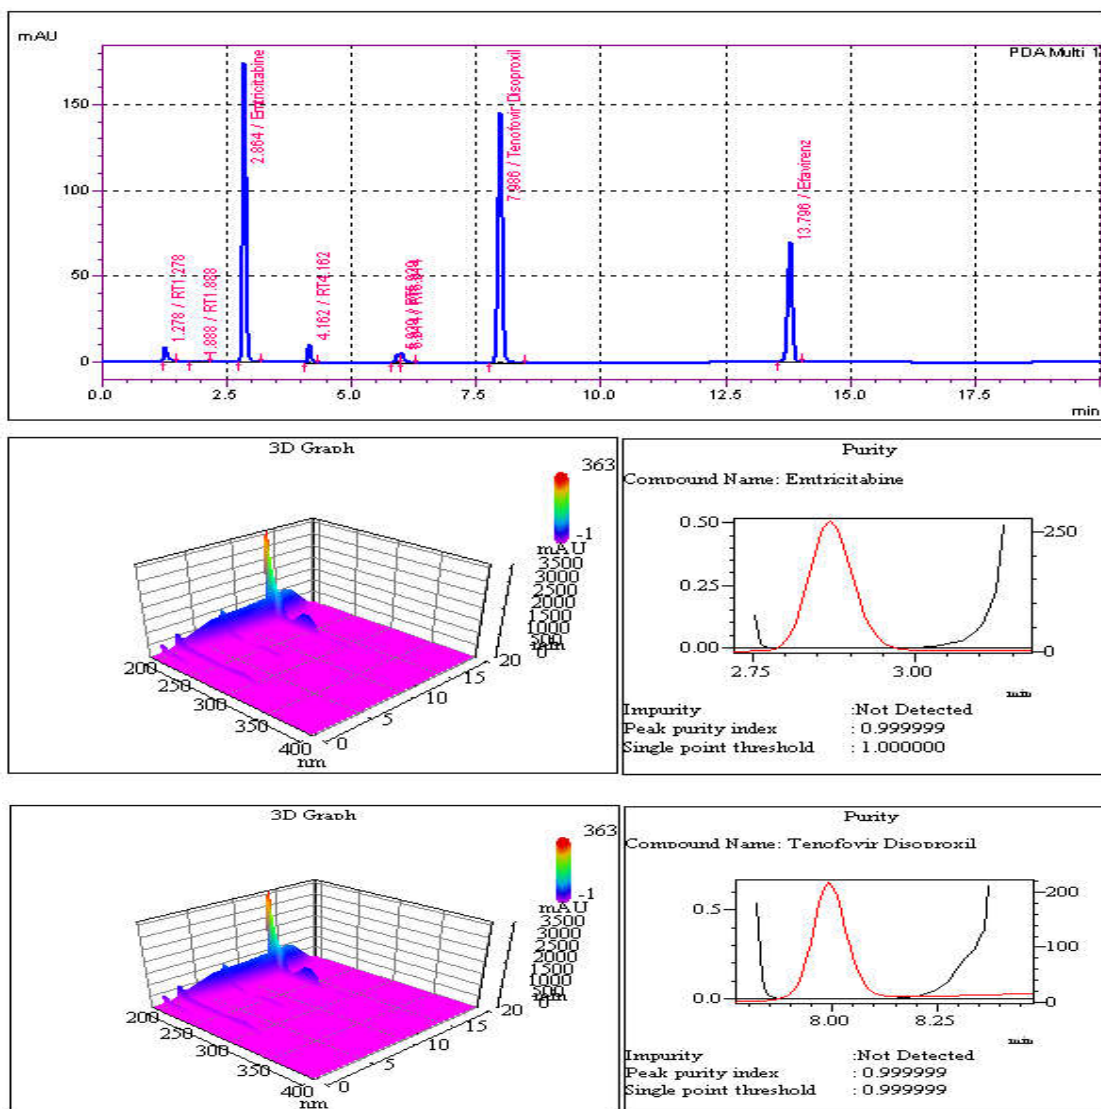 mAU
PDA Multi 1
150
100
50
0
1.278 / RT1.278
1.888 / RT1.888
2.864 / Emtricitabine
4.162 / RT4.162
7.986 / Tenofovir Disoproxil
13.796 / Efavirenz
0.0 2.5 5.0 7.5 10.0 12.5 15.0 17.5
min
3D Graph
363
-1
mAU
3500
3000
2500
2000
1500
1000
500
0
200 250 300 350 400
nm
0 5 10 15 20
min
Purity
Compound Name: Emtricitabine
0.50
0.25
0.00
250
0
2.75 3.00
min
Impurity :Not Detected
Peak purity index : 0.999999
Single point threshold : 1.000000
3D Graph
363
-1
mAU
3500
3000
2500
2000
1500
1000
500
0
200 250 300 350 400
nm
0 5 10 15 20
min
Purity
Compound Name: Tenofovir Disoproxil
0.5
0.0
200
100
0
8.00 8.25
min
Impurity :Not Detected
Peak purity index : 0.999999
Single point threshold : 0.999999